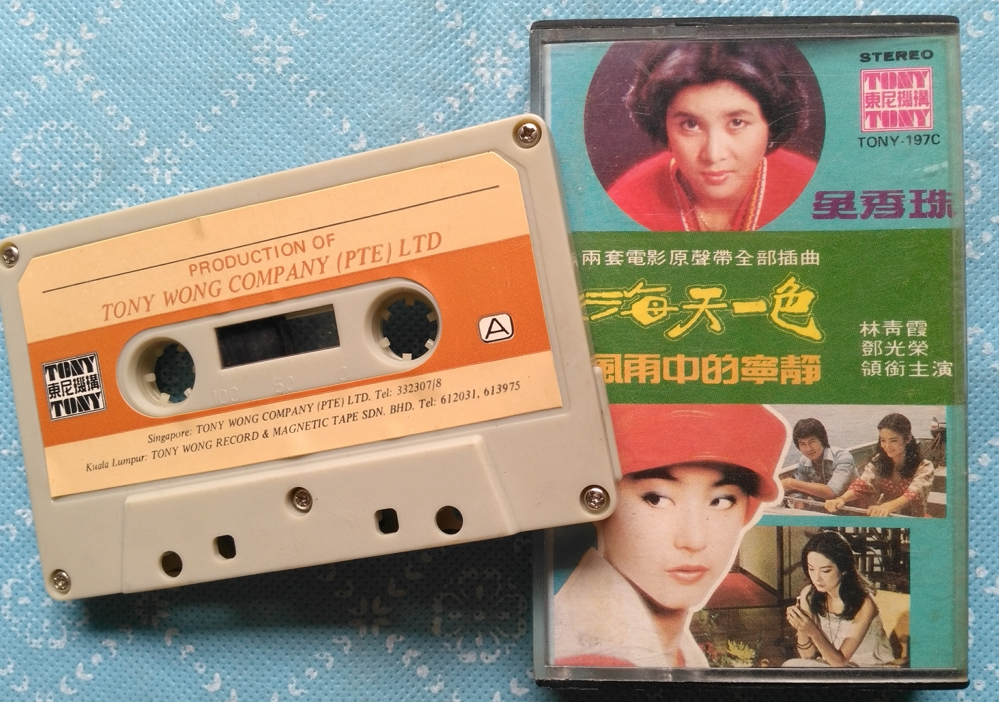 PRODUCTION OF
TONY WONG COMPANY (PTE) LTD
A
TONY
東尼機構
TONY
Singapore: TONY WONG COMPANY (PTE) LTD. Tel: 332307/8
Kuala Lumpur: TONY WONG RECORD & MAGNETIC TAPE SDN. BHD. Tel: 612031, 613975
100 50 0
STEREO
TONY
東尼機構
TONY
TONY-197C
吳秀珠
兩套電影原聲帶全部插曲
海天一色
風雨中的寧靜
林青霞
鄧光榮
領銜主演